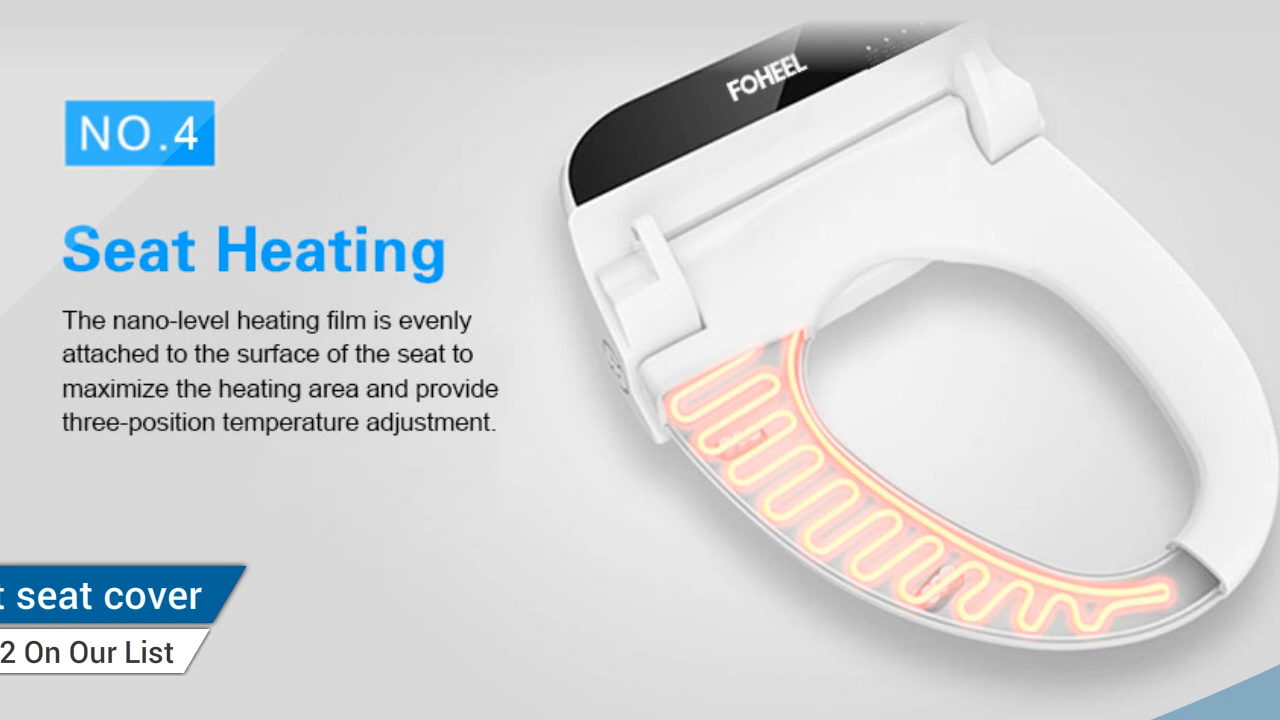 FOHEEL
NO.4
Seat Heating
The nano-level heating film is evenly
attached to the surface of the seat to
maximize the heating area and provide
three-position temperature adjustment.
seat cover
2 On Our List